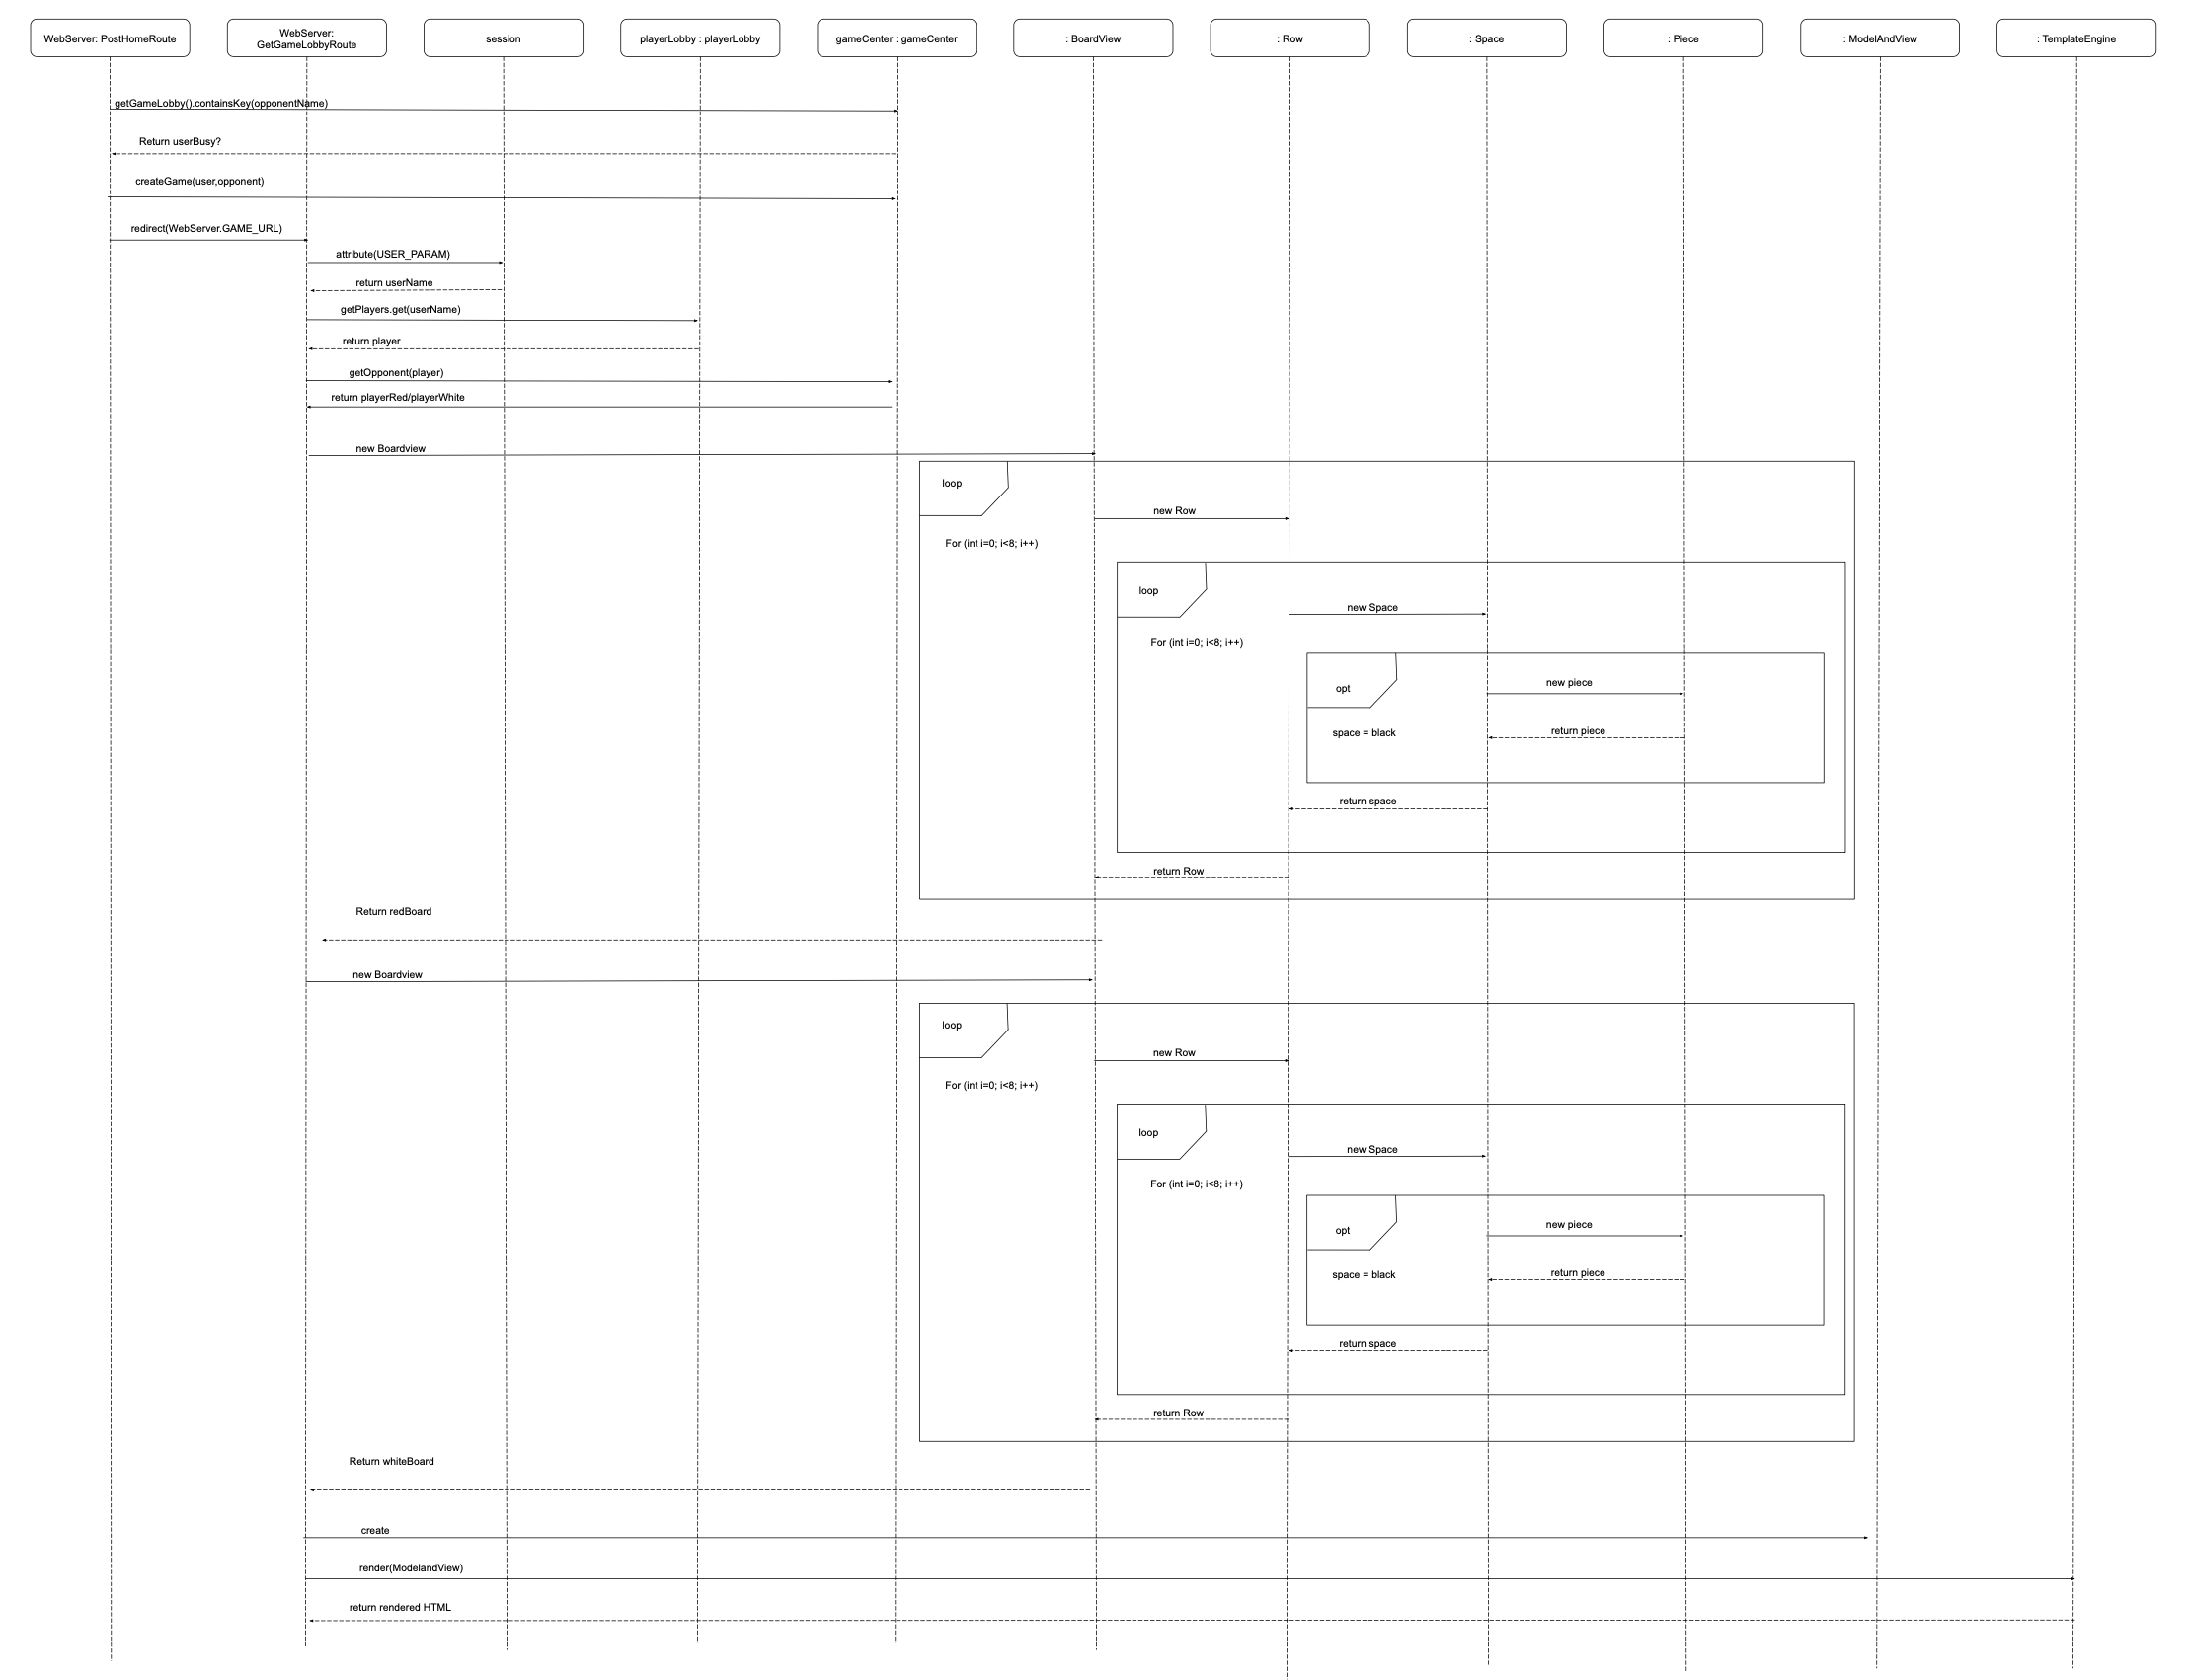 WebServer: PostHomeRoute
WebServer:
GetGameLobbyRoute
session
playerLobby : playerLobby
gameCenter : gameCenter
: BoardView
: Row
: Space
: Piece
: ModelAndView
: TemplateEngine
getGameLobby().containsKey(opponentName)
Return userBusy?
createGame(user,opponent)
redirect(WebServer.GAME_URL)
attribute(USER_PARAM)
return userName
getPlayers.get(userName)
return player
getOpponent(player)
return playerRed/playerWhite
new Boardview
loop
new Row
For (int i=0; i<8; i++)
loop
new Space
For (int i=0; i<8; i++)
new piece
opt
return piece
space = black
return space
return Row
Return redBoard
new Boardview
loop
new Row
For (int i=0; i<8; i++)
loop
new Space
For (int i=0; i<8; i++)
new piece
opt
return piece
space = black
return space
return Row
Return whiteBoard
create
render(ModelandView)
return rendered HTML